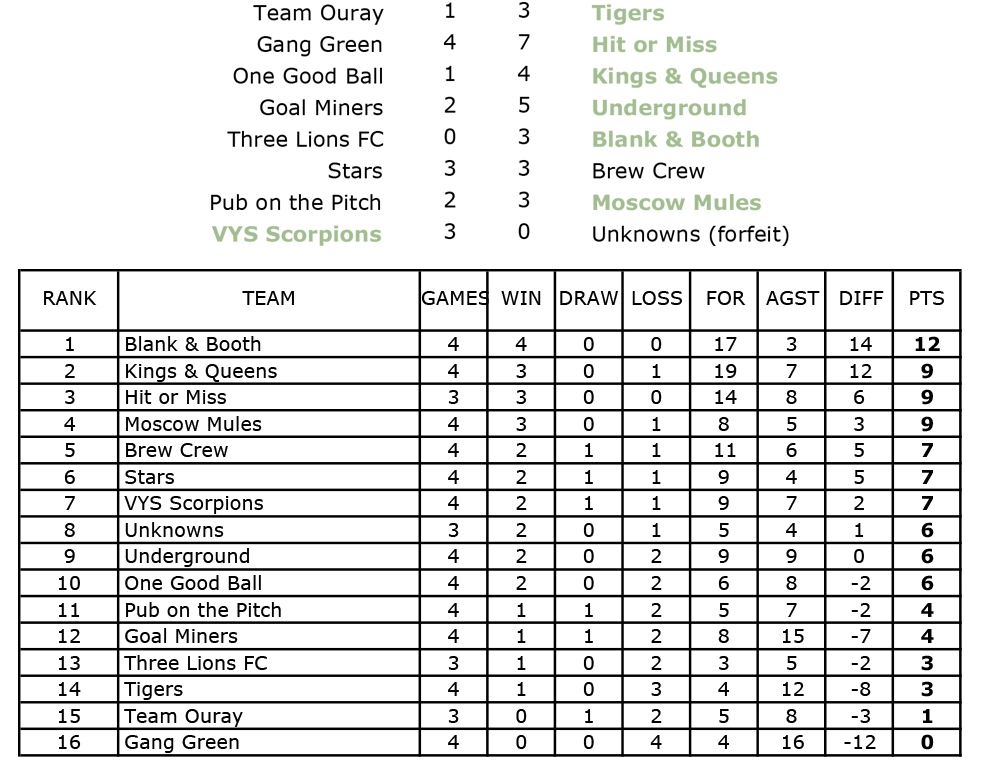 Team Ouray 1 3 Tigers
Gang Green 4 7 Hit or Miss
One Good Ball 1 4 Kings & Queens
Goal Miners 2 5 Underground
Three Lions FC 0 3 Blank & Booth
Stars 3 3 Brew Crew
Pub on the Pitch 2 3 Moscow Mules
VYS Scorpions 3 0 Unknowns (forfeit)
RANK TEAM GAMES WIN DRAW LOSS FOR AGST DIFF PTS
1 Blank & Booth 4 4 0 0 17 3 14 12
2 Kings & Queens 4 3 0 1 19 7 12 9
3 Hit or Miss 3 3 0 0 14 8 6 9
4 Moscow Mules 4 3 0 1 8 5 3 9
5 Brew Crew 4 2 1 1 11 6 5 7
6 Stars 4 2 1 1 9 4 5 7
7 VYS Scorpions 4 2 1 1 9 7 2 7
8 Unknowns 3 2 0 1 5 4 1 6
9 Underground 4 2 0 2 9 9 0 6
10 One Good Ball 4 2 0 2 6 8 -2 6
11 Pub on the Pitch 4 1 1 2 5 7 -2 4
12 Goal Miners 4 1 1 2 8 15 -7 4
13 Three Lions FC 3 1 0 2 3 5 -2 3
14 Tigers 4 1 0 3 4 12 -8 3
15 Team Ouray 3 0 1 2 5 8 -3 1
16 Gang Green 4 0 0 4 4 16 -12 0